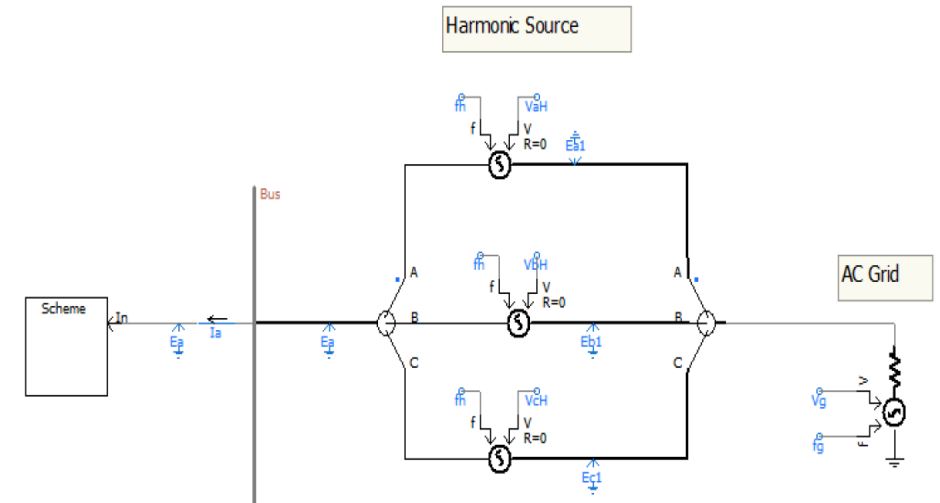 Harmonic Source
fh
VaH
f
V
R=0
Ea1
Bus
fh
VbH
f
V
R=0
A
A
AC Grid
Scheme
In
Ea
Ia
Ea
B
Eb1
B
C
C
fh
VcH
f
V
R=0
Ec1
Vg
V
fg
f